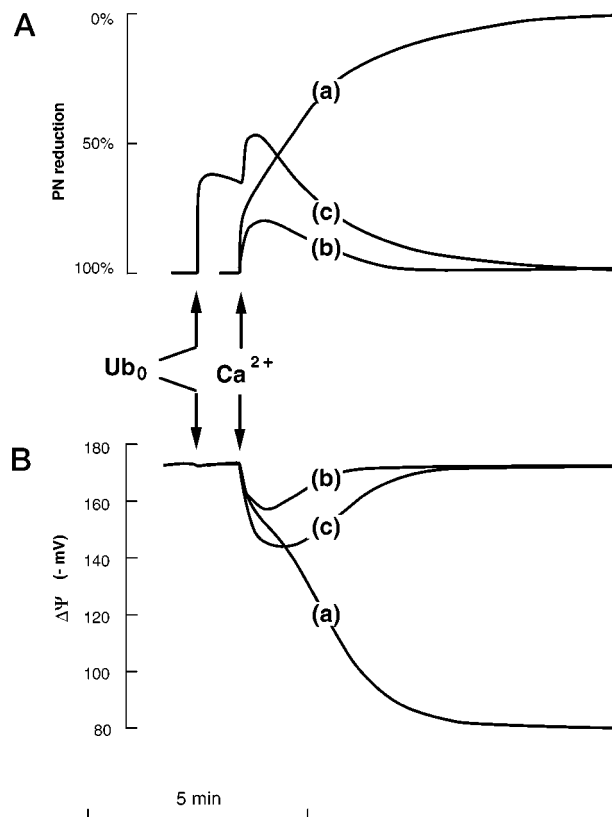 A
0%
50%
100%
PN reduction
(a)
(c)
(b)
Ub₀
Ca²⁺
B
180
160
140
120
100
80
ΔΨ (- mV)
(b)
(c)
(a)
5 min